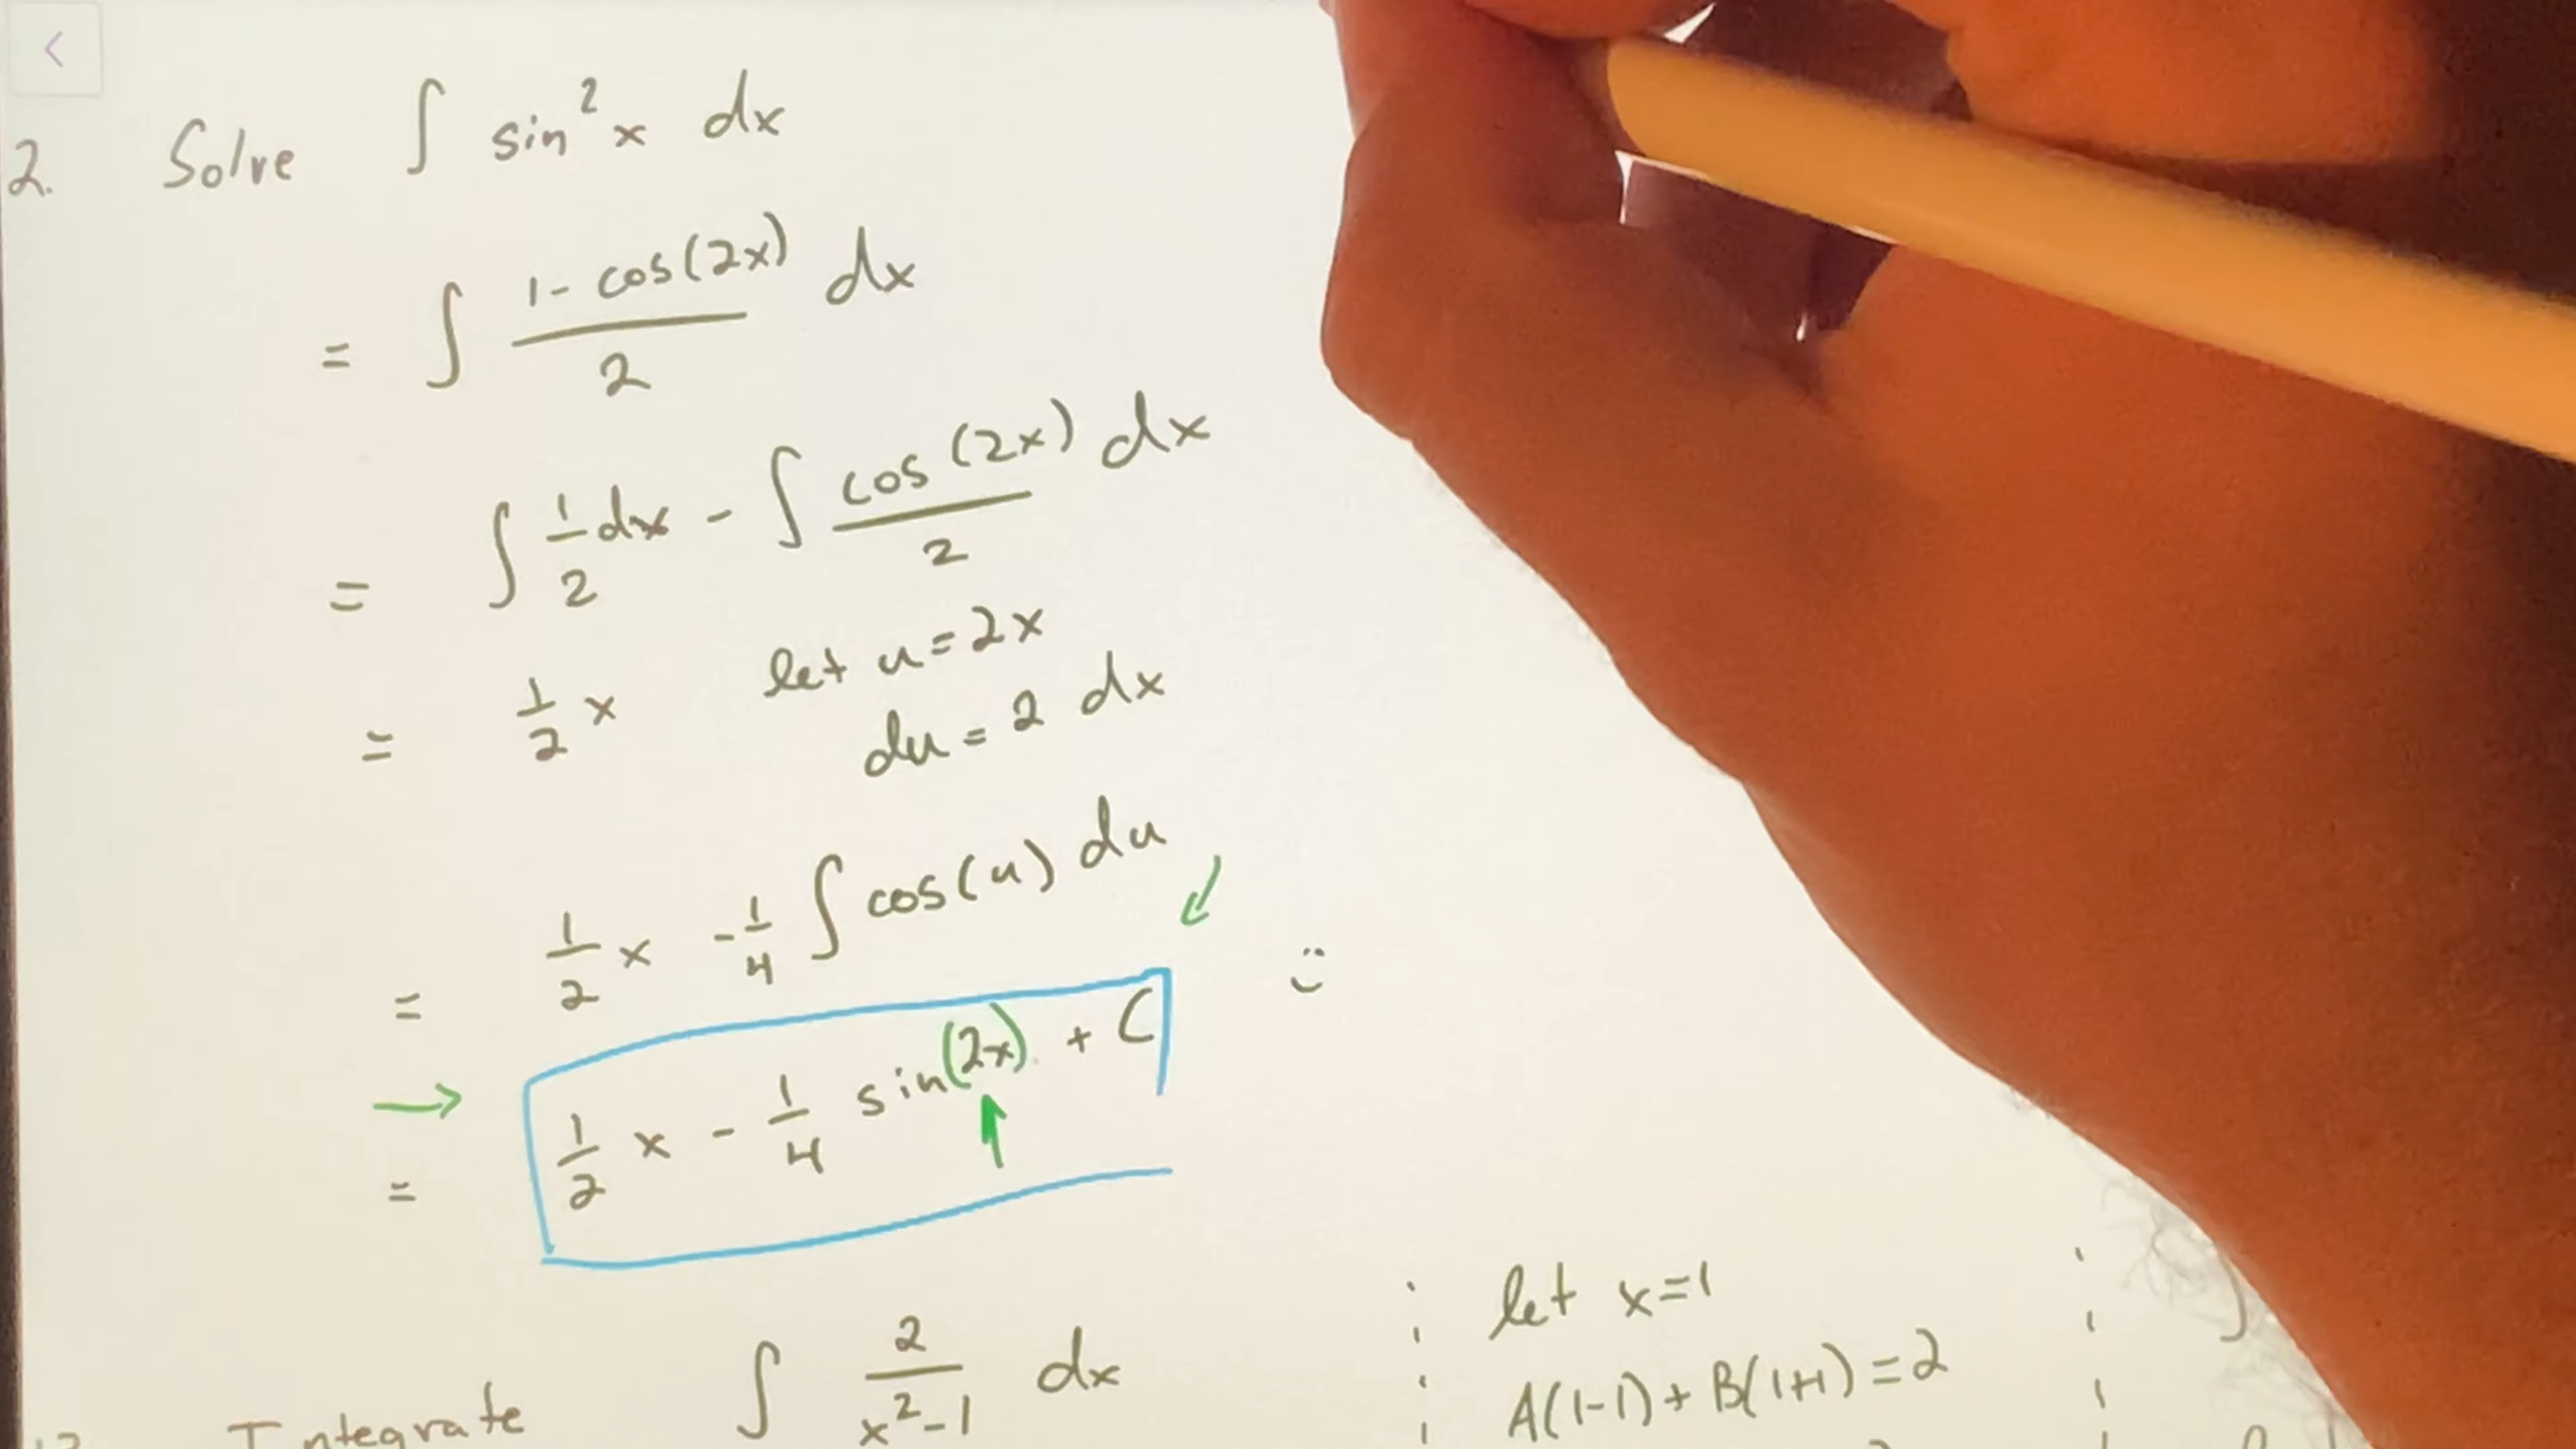 2. Solve ∫ sin²x dx
= ∫ (1 - cos(2x))/2 dx
= ∫ 1/2 dx - ∫ cos(2x)/2 dx
= 1/2 x let u = 2x
du = 2 dx
= 1/2 x - 1/4 ∫ cos(u) du
= 1/2 x - 1/4 sin(2x) + C
Integrate ∫ 2/(x²-1) dx
let x=1
A(1-1) + B(1+1) = 2